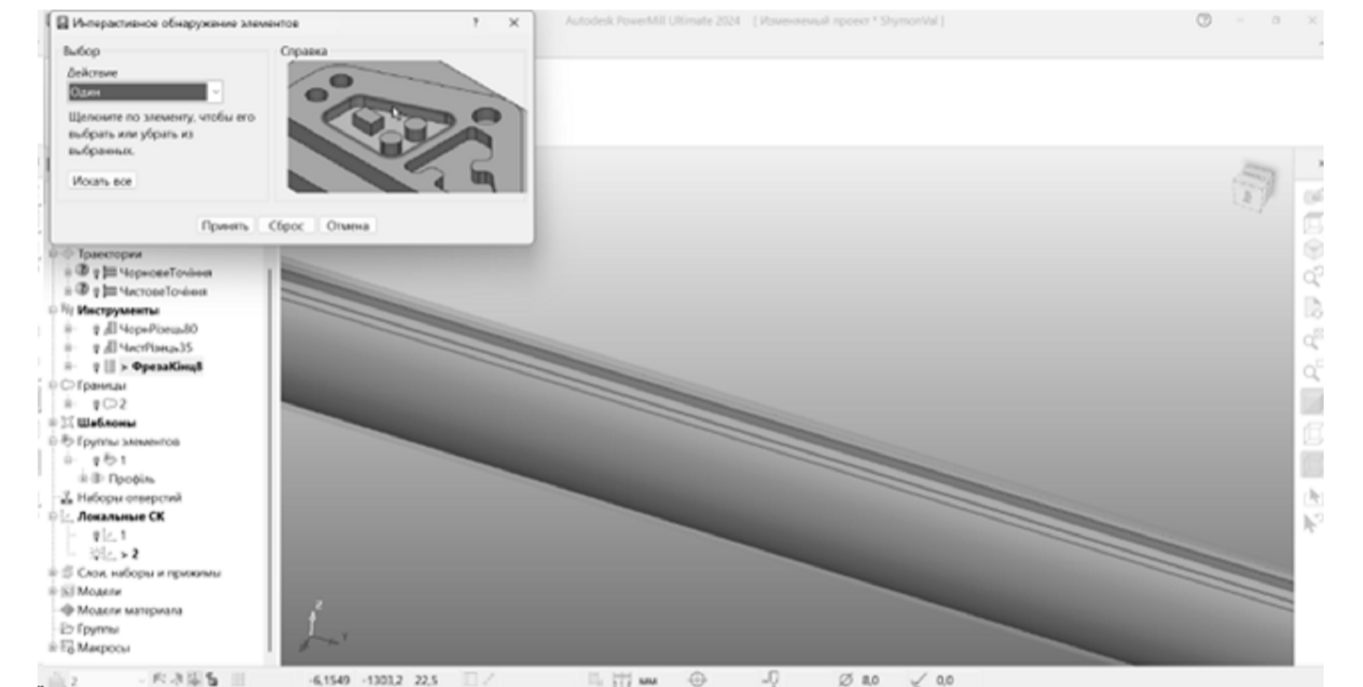 Интерактивное обнаружение элементов
? ×
Autodesk PowerMill Ultimate 2024 [ Изменяемый проект * ShymonVal ]
Выбор
Справка
Действие
Один
Щелкните по элементу, чтобы его
выбрать или убрать из
выбранных.
Искать все
Принять Сброс Отмена
Траектории
ЧорновеТочіння
ЧистовеТочіння
Инструменты
ЧорнРізець80
ЧистРізець35
> ФрезаКінц8
Границы
2
Шаблоны
Группы элементов
1
Профіль
Наборы отверстий
Локальные СК
1
> 2
Слои, наборы и прижимы
Модели
Модели материала
Группы
Макросы
Z
Y
2
-6,1549 -1303,2 22,5 мм 8,0 0,0